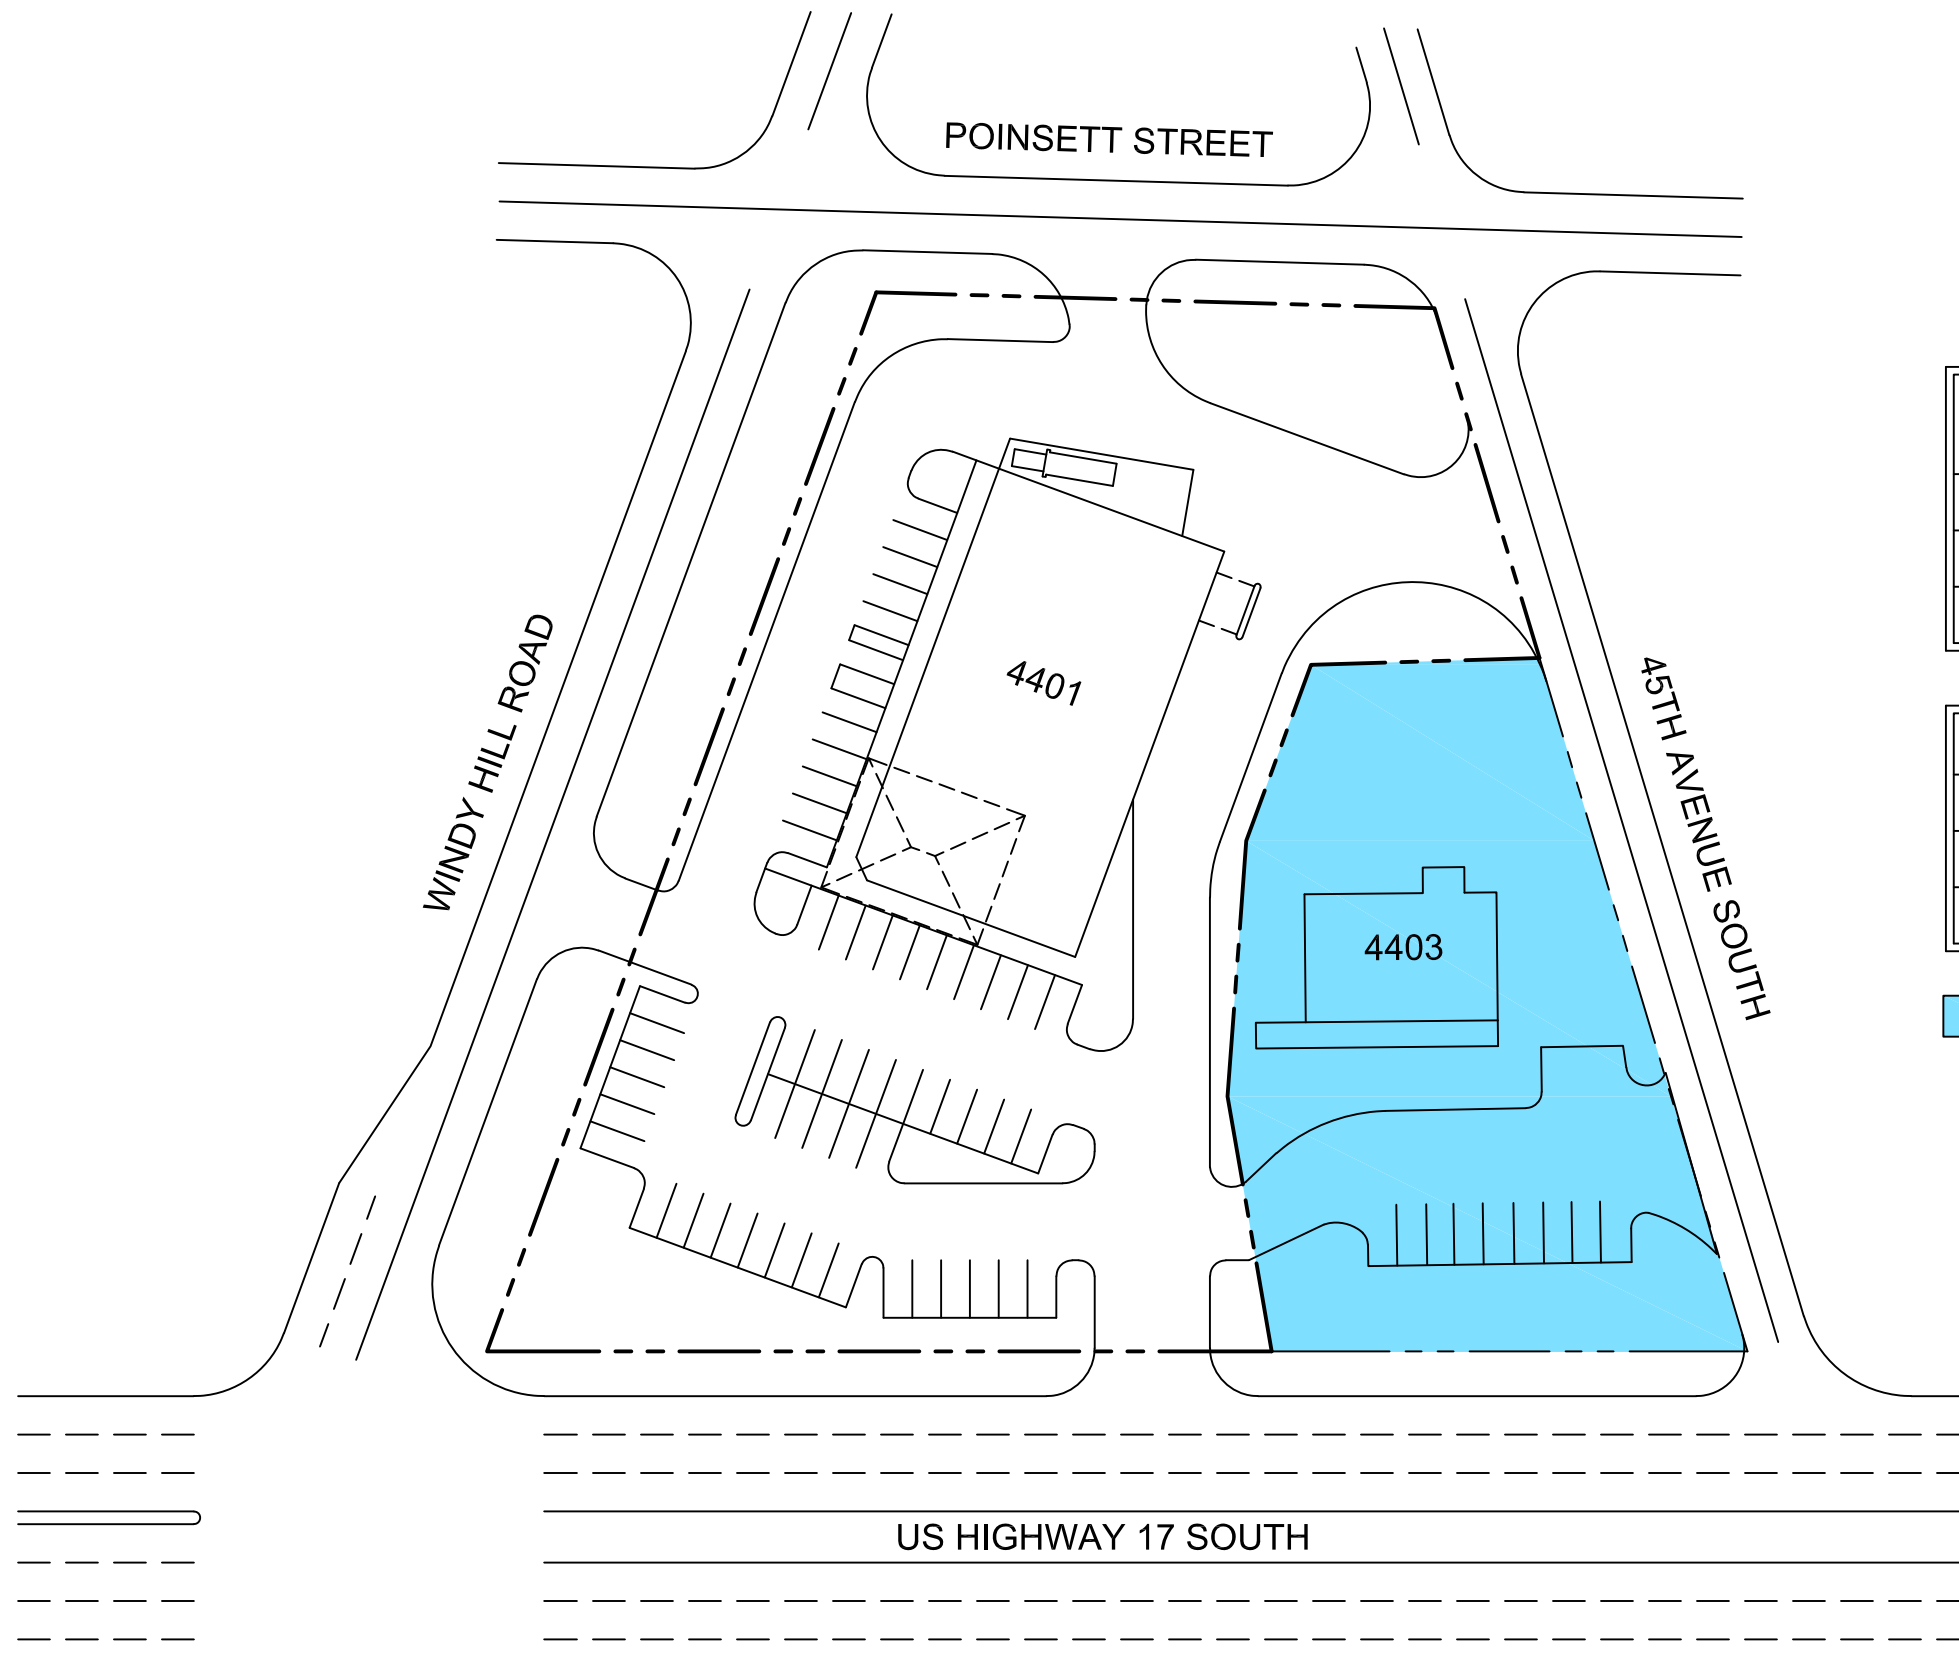 POINSETT STREET
WINDY HILL ROAD
4401
45TH AVENUE SOUTH
4403
US HIGHWAY 17 SOUTH